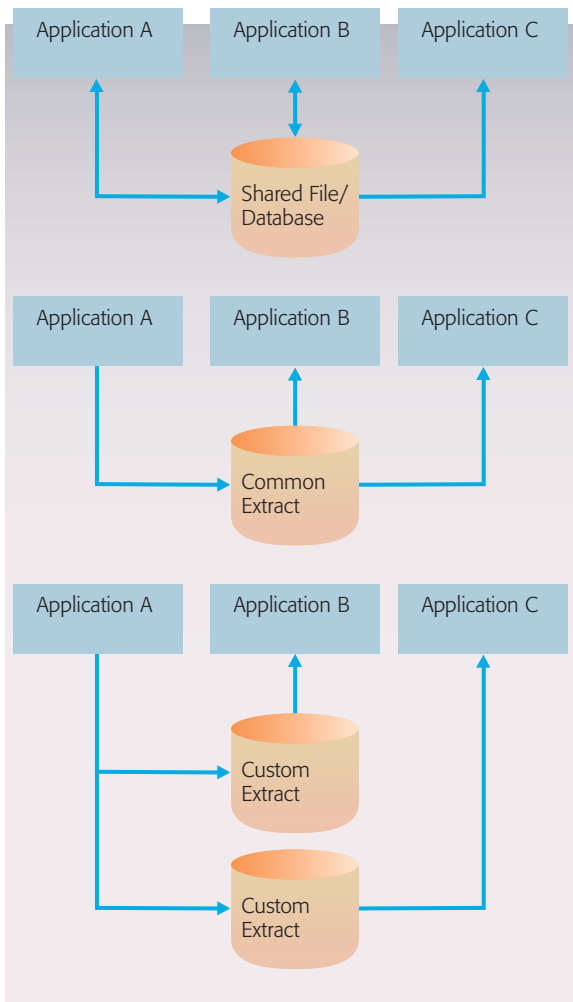 Application A
Application B
Application C
Shared File/
Database
Application A
Application B
Application C
Common
Extract
Application A
Application B
Application C
Custom
Extract
Custom
Extract